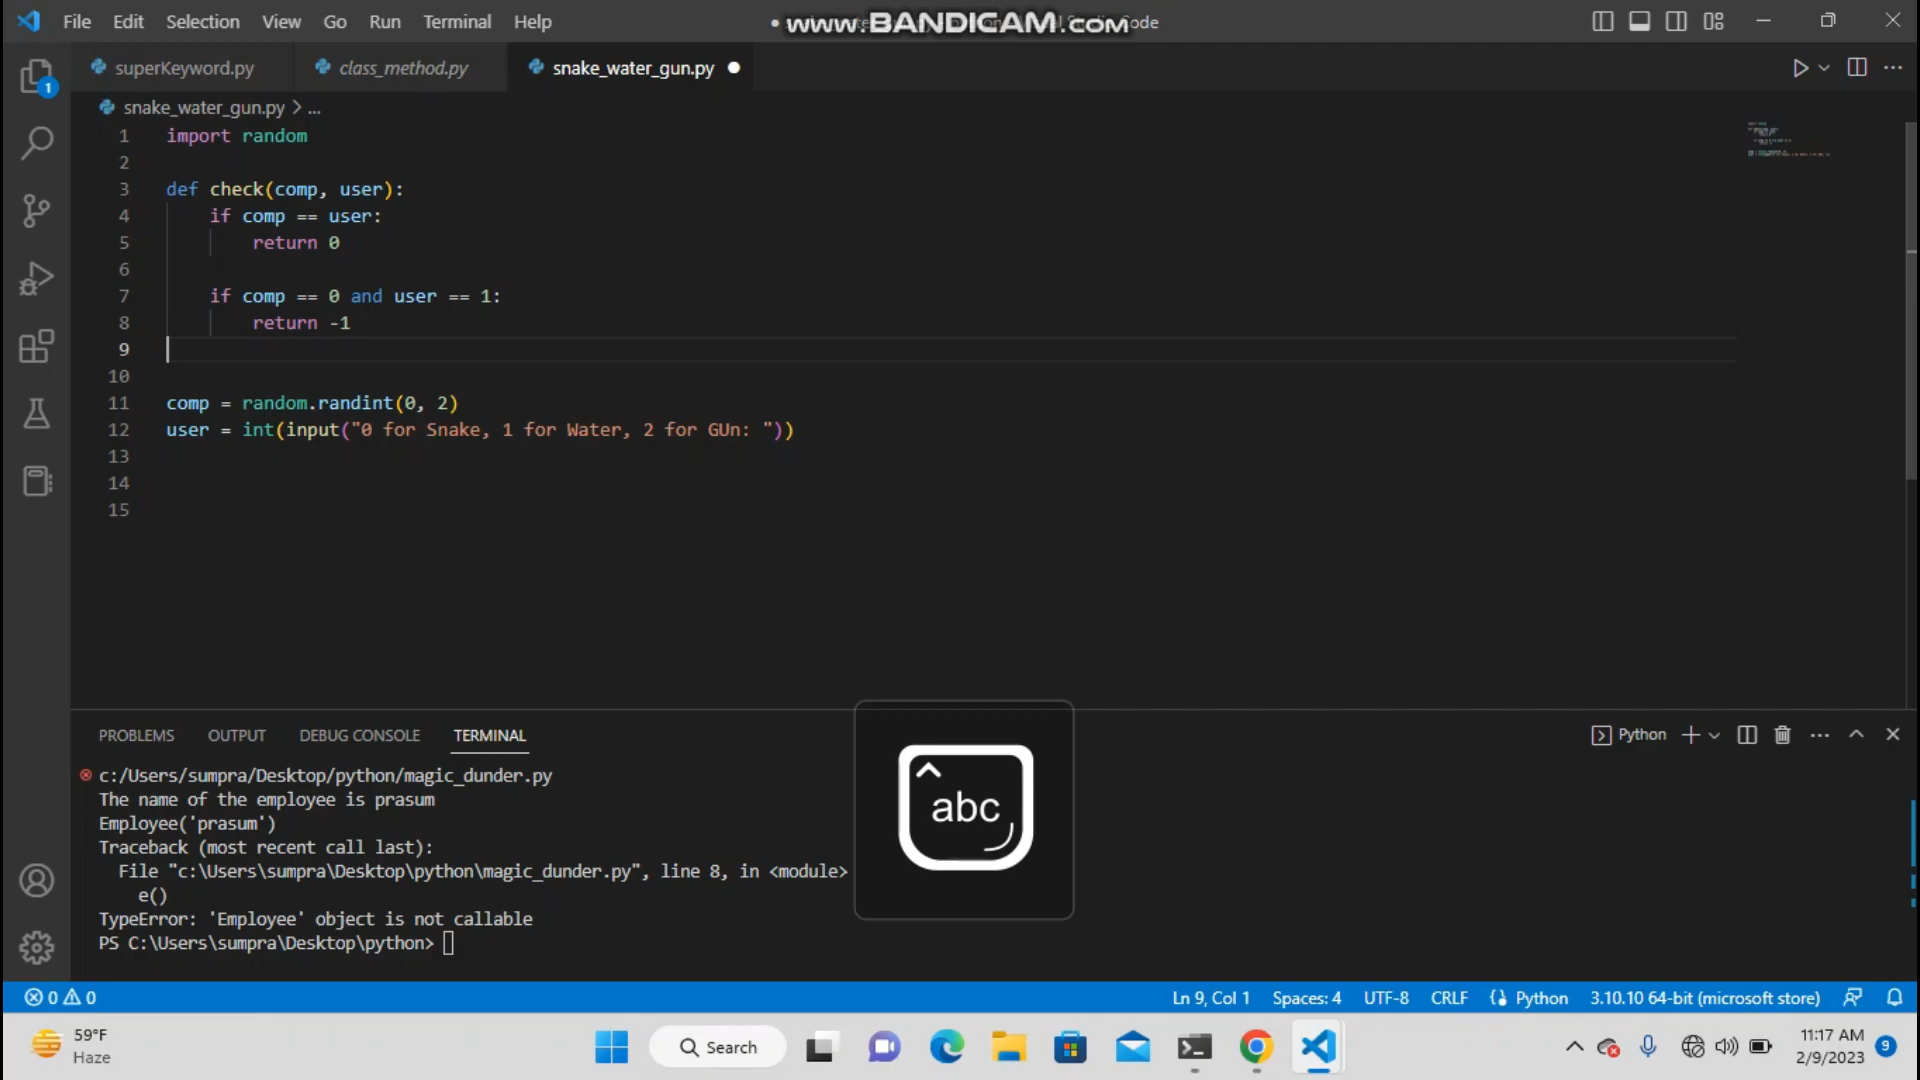 File Edit Selection View Go Run Terminal Help
www.BANDICAM.com
Code
superKeyword.py class_method.py snake_water_gun.py
snake_water_gun.py > ...
1 import random
2
3 def check(comp, user):
4 if comp == user:
5 return 0
6
7 if comp == 0 and user == 1:
8 return -1
9
10
11 comp = random.randint(0, 2)
12 user = int(input("0 for Snake, 1 for Water, 2 for GUn: "))
13
14
15
PROBLEMS OUTPUT DEBUG CONSOLE TERMINAL
Python
c:/Users/sumpra/Desktop/python/magic_dunder.py
The name of the employee is prasum
Employee('prasum')
Traceback (most recent call last):
File "c:\Users\sumpra\Desktop\python\magic_dunder.py", line 8, in <module>
e()
TypeError: 'Employee' object is not callable
PS C:\Users\sumpra\Desktop\python>
abc
0 0 Ln 9, Col 1 Spaces: 4 UTF-8 CRLF Python 3.10.10 64-bit (microsoft store)
59°F
Haze
Search
11:17 AM
2/9/2023
9
1